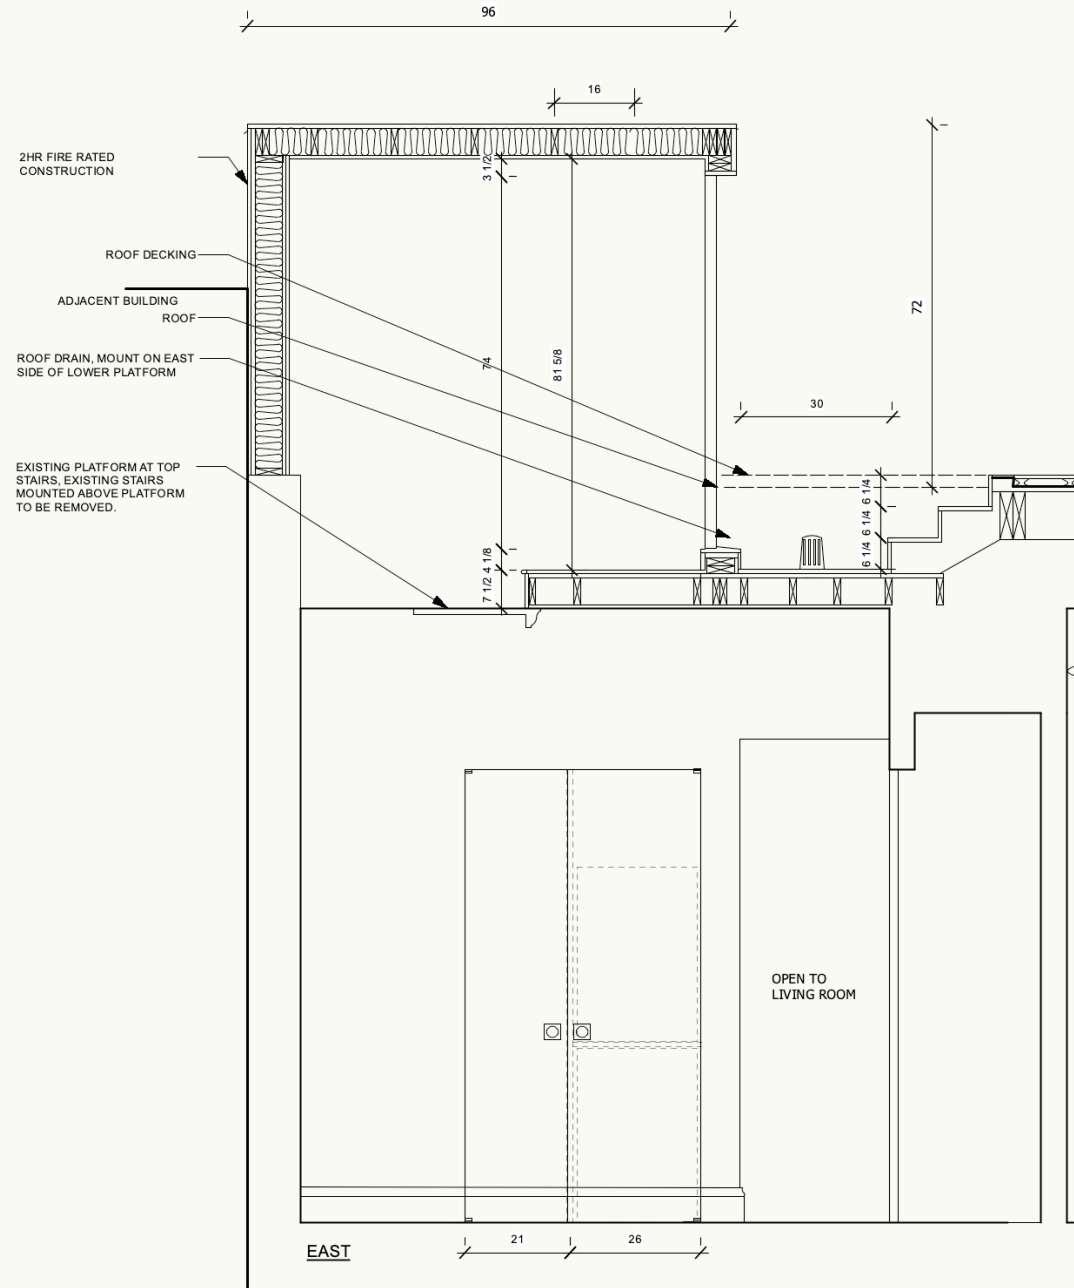 96
16
2HR FIRE RATED
CONSTRUCTION
3 1/2
ROOF DECKING
ADJACENT BUILDING
ROOF
72
ROOF DRAIN, MOUNT ON EAST
SIDE OF LOWER PLATFORM
74
81 5/8
30
EXISTING PLATFORM AT TOP
STAIRS, EXISTING STAIRS
MOUNTED ABOVE PLATFORM
TO BE REMOVED.
6 1/4
6 1/4
6 1/4
4 1/8
7 1/2
OPEN TO
LIVING ROOM
EAST
21
26